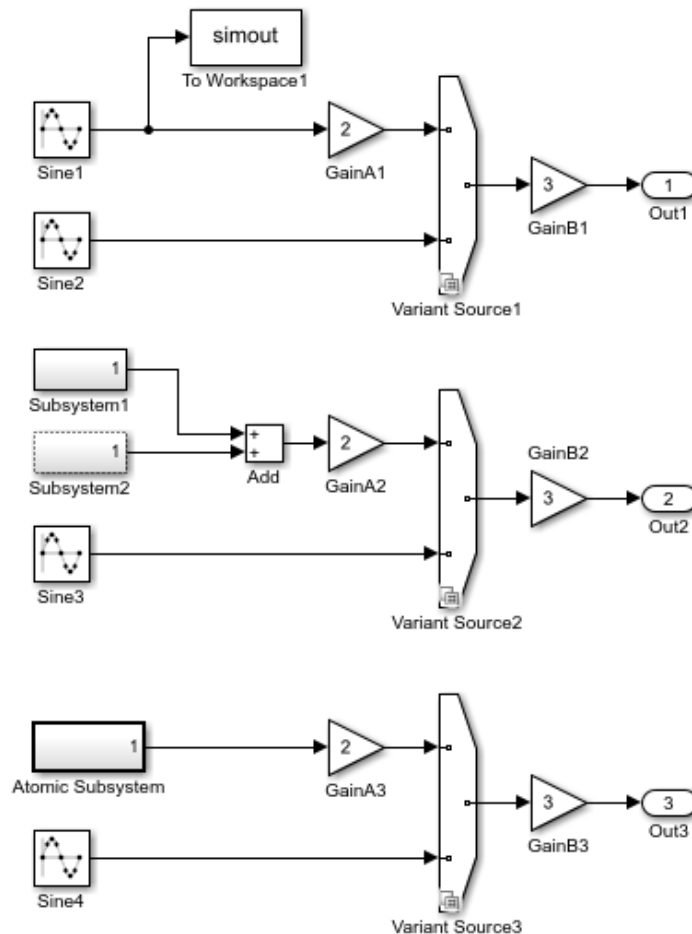 simout
To Workspace1
2
Sine1
GainA1
3
1
GainB1
Out1
Sine2
Variant Source1
1
Subsystem1
1
+
+
2
GainB2
Subsystem2
Add
GainA2
3
2
Out2
Sine3
Variant Source2
1
2
Atomic Subsystem
GainA3
3
3
GainB3
Out3
Sine4
Variant Source3